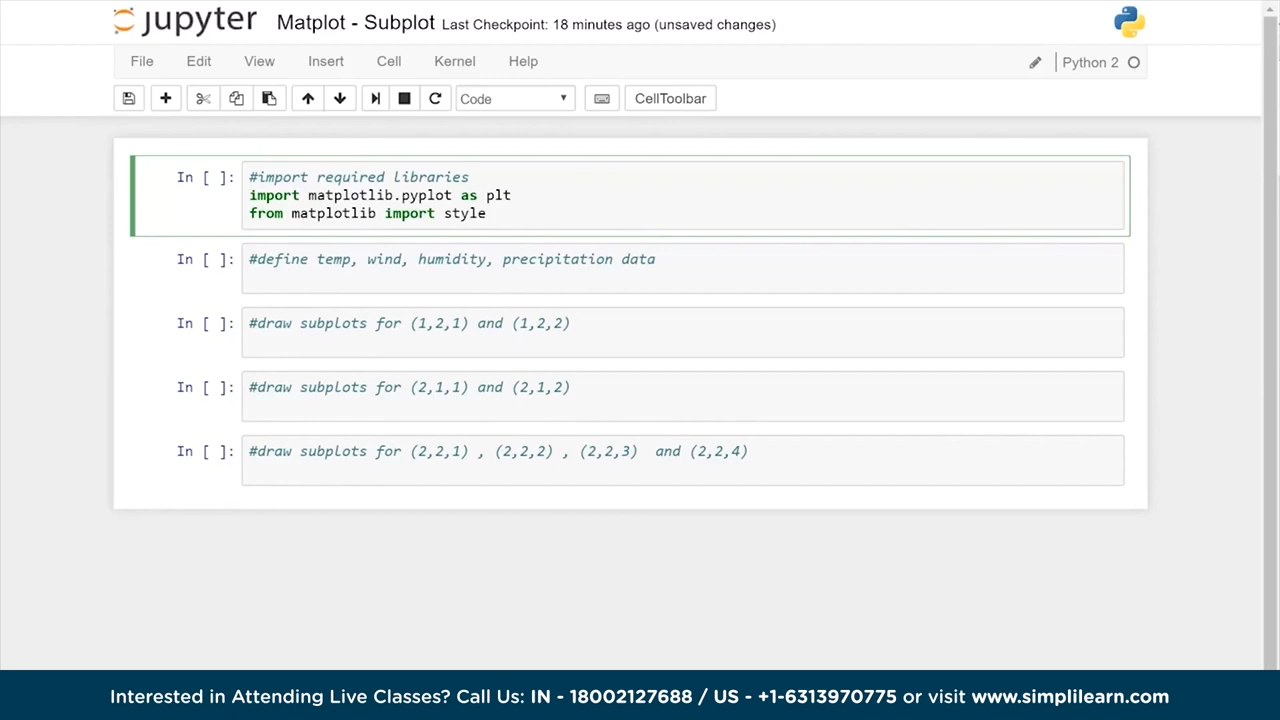 jupyter Matplot - Subplot Last Checkpoint: 18 minutes ago (unsaved changes)
File Edit View Insert Cell Kernel Help Python 2
Code CellToolbar
In [ ]: #import required libraries
import matplotlib.pyplot as plt
from matplotlib import style
In [ ]: #define temp, wind, humidity, precipitation data
In [ ]: #draw subplots for (1,2,1) and (1,2,2)
In [ ]: #draw subplots for (2,1,1) and (2,1,2)
In [ ]: #draw subplots for (2,2,1) , (2,2,2) , (2,2,3)  and (2,2,4)
Interested in Attending Live Classes? Call Us: IN - 18002127688 / US - +1-6313970775 or visit www.simplilearn.com